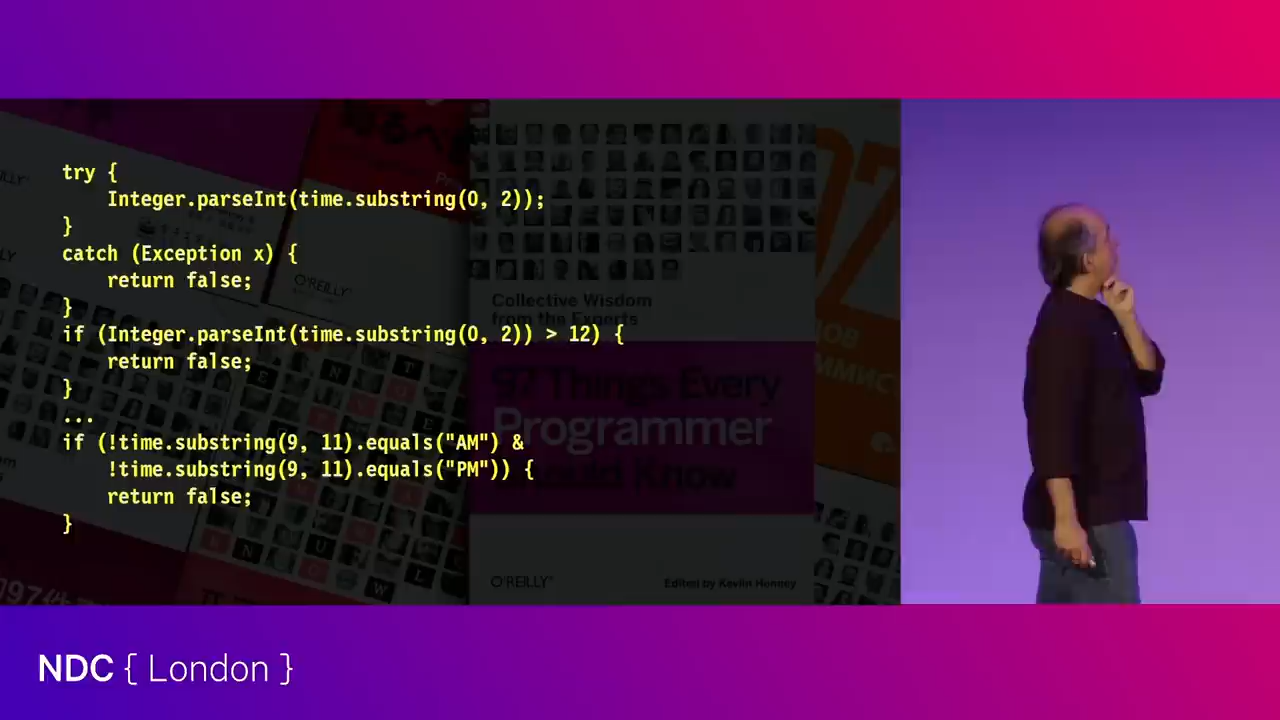 try {
    Integer.parseInt(time.substring(0, 2));
}
catch (Exception x) {
    return false;
}
if (Integer.parseInt(time.substring(0, 2)) > 12) {
    return false;
}
...
if (!time.substring(9, 11).equals("AM") &
    !time.substring(9, 11).equals("PM")) {
    return false;
}
O'REILLY
Collective Wisdom
from the Experts
97 Things Every
Programmer
Should Know
O'REILLY
Edited by Kevlin Henney
97
NDC { London }